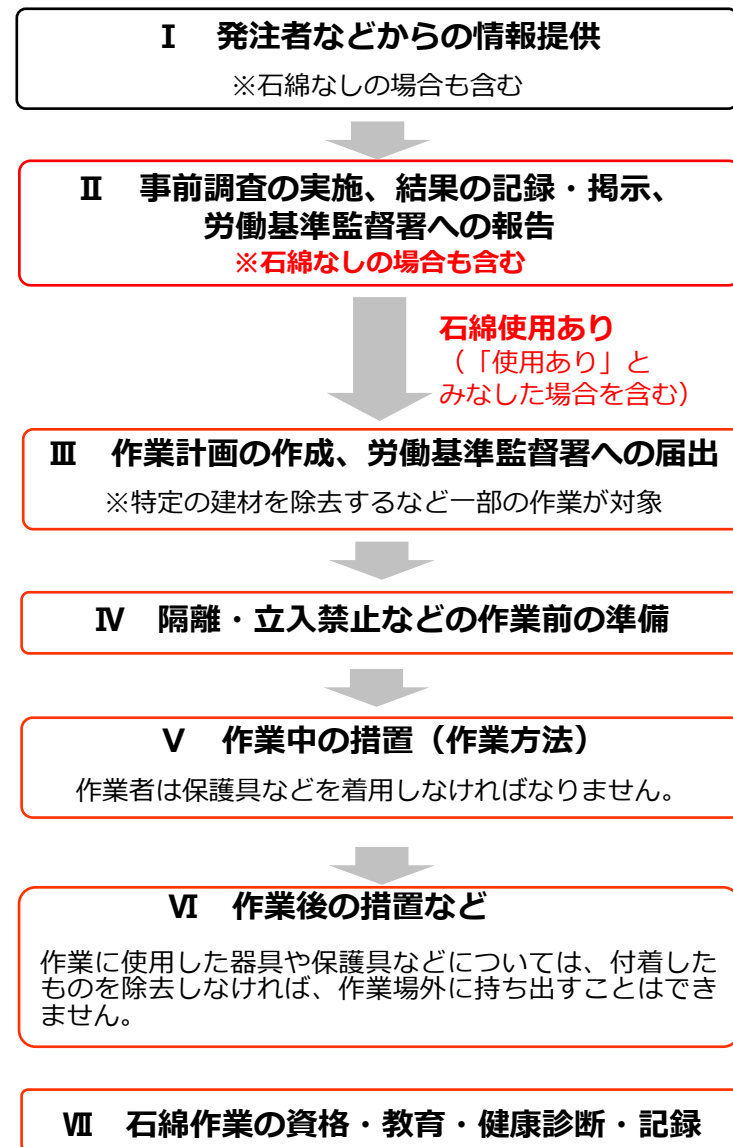 Ⅰ 発注者などからの情報提供
※石綿なしの場合も含む
Ⅱ 事前調査の実施、結果の記録・掲示、
労働基準監督署への報告
※石綿なしの場合も含む
石綿使用あり
（「使用あり」と
みなした場合を含む）
Ⅲ 作業計画の作成、労働基準監督署への届出
※特定の建材を除去するなど一部の作業が対象
Ⅳ 隔離・立入禁止などの作業前の準備
Ⅴ 作業中の措置（作業方法）
作業者は保護具などを着用しなければなりません。
Ⅵ 作業後の措置など
作業に使用した器具や保護具などについては、付着した
ものを除去しなければ、作業場外に持ち出すことはでき
ません。
Ⅶ 石綿作業の資格・教育・健康診断・記録